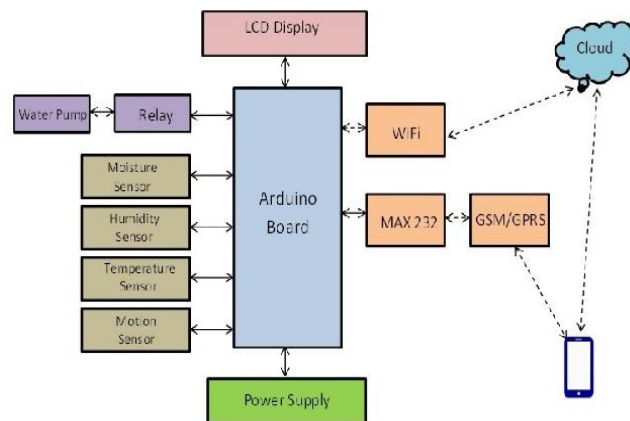 LCD Display
Cloud
Water Pump
Relay
WiFi
Moisture
Sensor
Humidity
Sensor
Arduino
Board
MAX 232
GSM/GPRS
Temperature
Sensor
Motion
Sensor
Power Supply